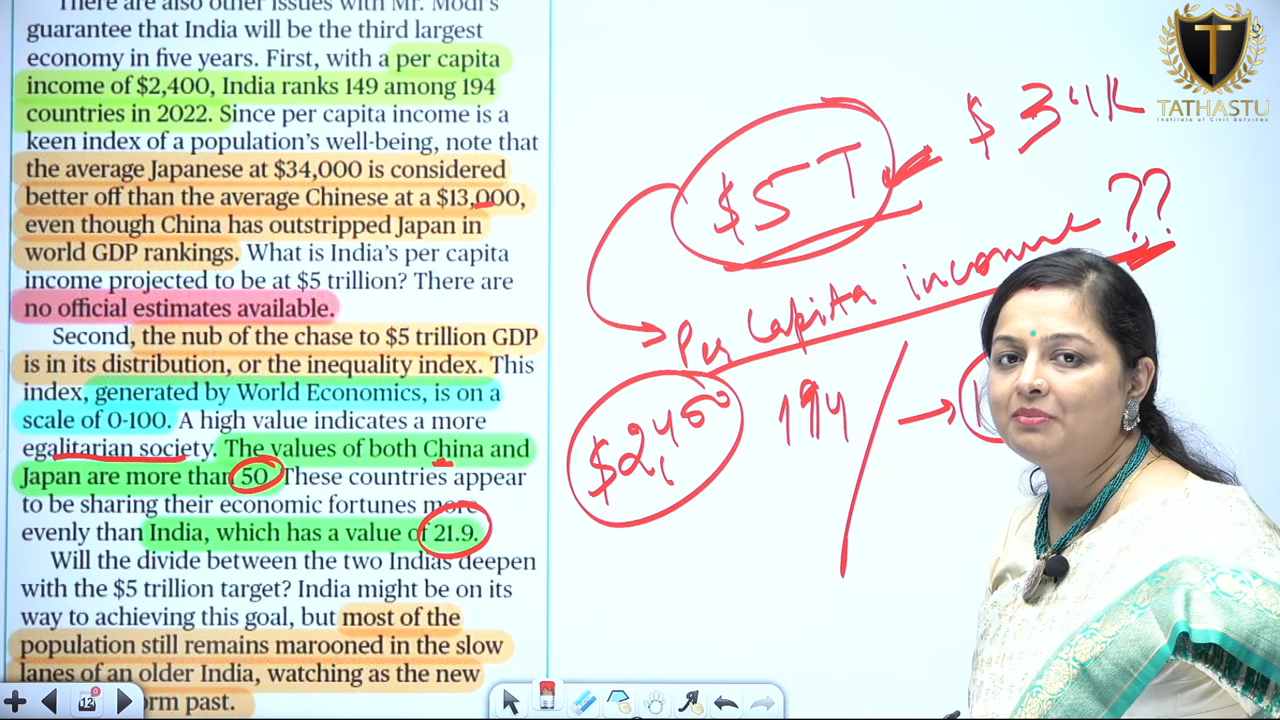 There are also other issues with Mr. Modi's
guarantee that India will be the third largest
economy in five years. First, with a per capita
income of $2,400, India ranks 149 among 194
countries in 2022. Since per capita income is a
keen index of a population's well-being, note that
the average Japanese at $34,000 is considered
better off than the average Chinese at a $13,000,
even though China has outstripped Japan in
world GDP rankings. What is India's per capita
income projected to be at $5 trillion? There are
no official estimates available.
Second, the nub of the chase to $5 trillion GDP
is in its distribution, or the inequality index. This
index, generated by World Economics, is on a
scale of 0-100. A high value indicates a more
egalitarian society. The values of both China and
Japan are more than 50. These countries appear
to be sharing their economic fortunes more
evenly than India, which has a value of 21.9.
Will the divide between the two Indias deepen
with the $5 trillion target? India might be on its
way to achieving this goal, but most of the
population still remains marooned in the slow
lanes of an older India, watching as the new
orm past.
12
0
$5T
$34K
Per Capita income ??
$2,400
194
T
TATHASTU
Institute of Civil Services